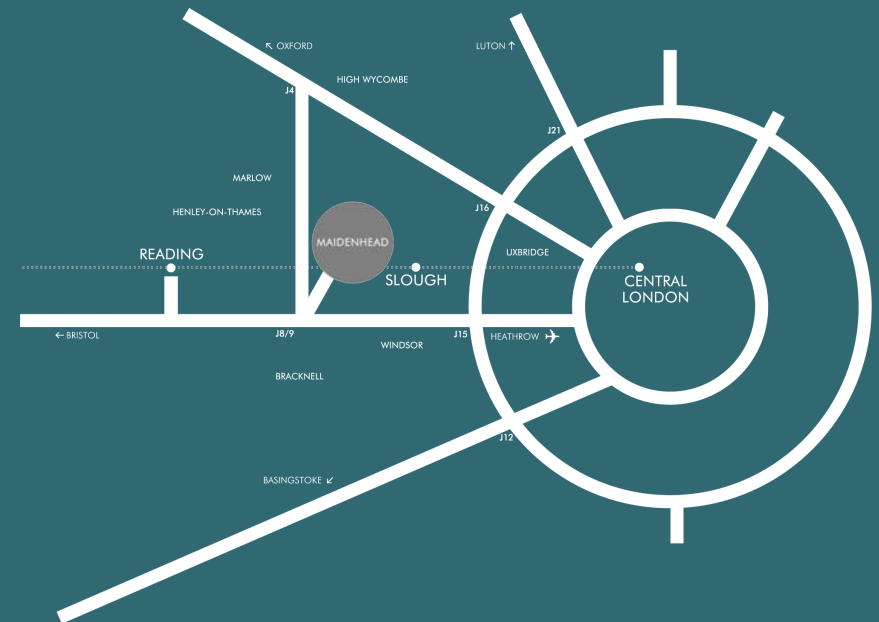 ↖ OXFORD
LUTON ↑
HIGH WYCOMBE
J4
J21
MARLOW
J16
HENLEY-ON-THAMES
MAIDENHEAD
READING
UXBRIDGE
SLOUGH
CENTRAL
LONDON
← BRISTOL
J8/9
J15
HEATHROW
WINDSOR
BRACKNELL
J12
BASINGSTOKE ↙